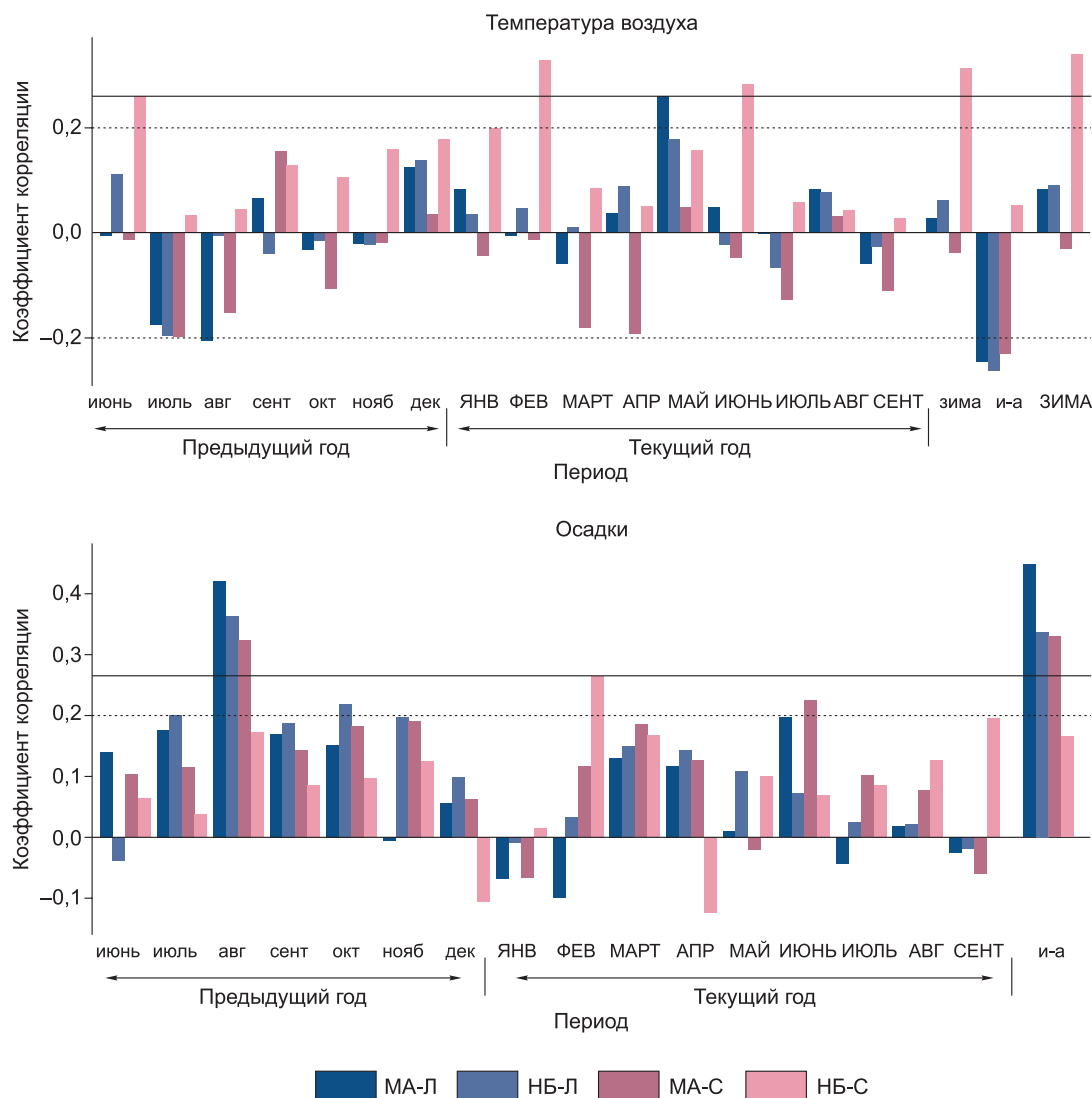 Температура воздуха
Коэффициент корреляции
0,2
0,0
–0,2
июнь июль авг сент окт нояб дек ЯНВ ФЕВ МАРТ АПР МАЙ ИЮНЬ ИЮЛЬ АВГ СЕНТ зима и-а ЗИМА
Предыдущий год Текущий год
Период
Осадки
Коэффициент корреляции
0,4
0,3
0,2
0,1
0,0
–0,1
июнь июль авг сент окт нояб дек ЯНВ ФЕВ МАРТ АПР МАЙ ИЮНЬ ИЮЛЬ АВГ СЕНТ и-а
Предыдущий год Текущий год
Период
МА-Л НБ-Л МА-С НБ-С